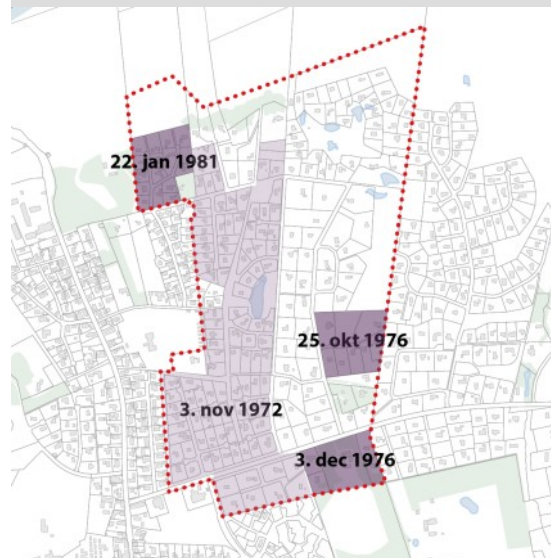 22. jan 1981
25. okt 1976
3. nov 1972
3. dec 1976